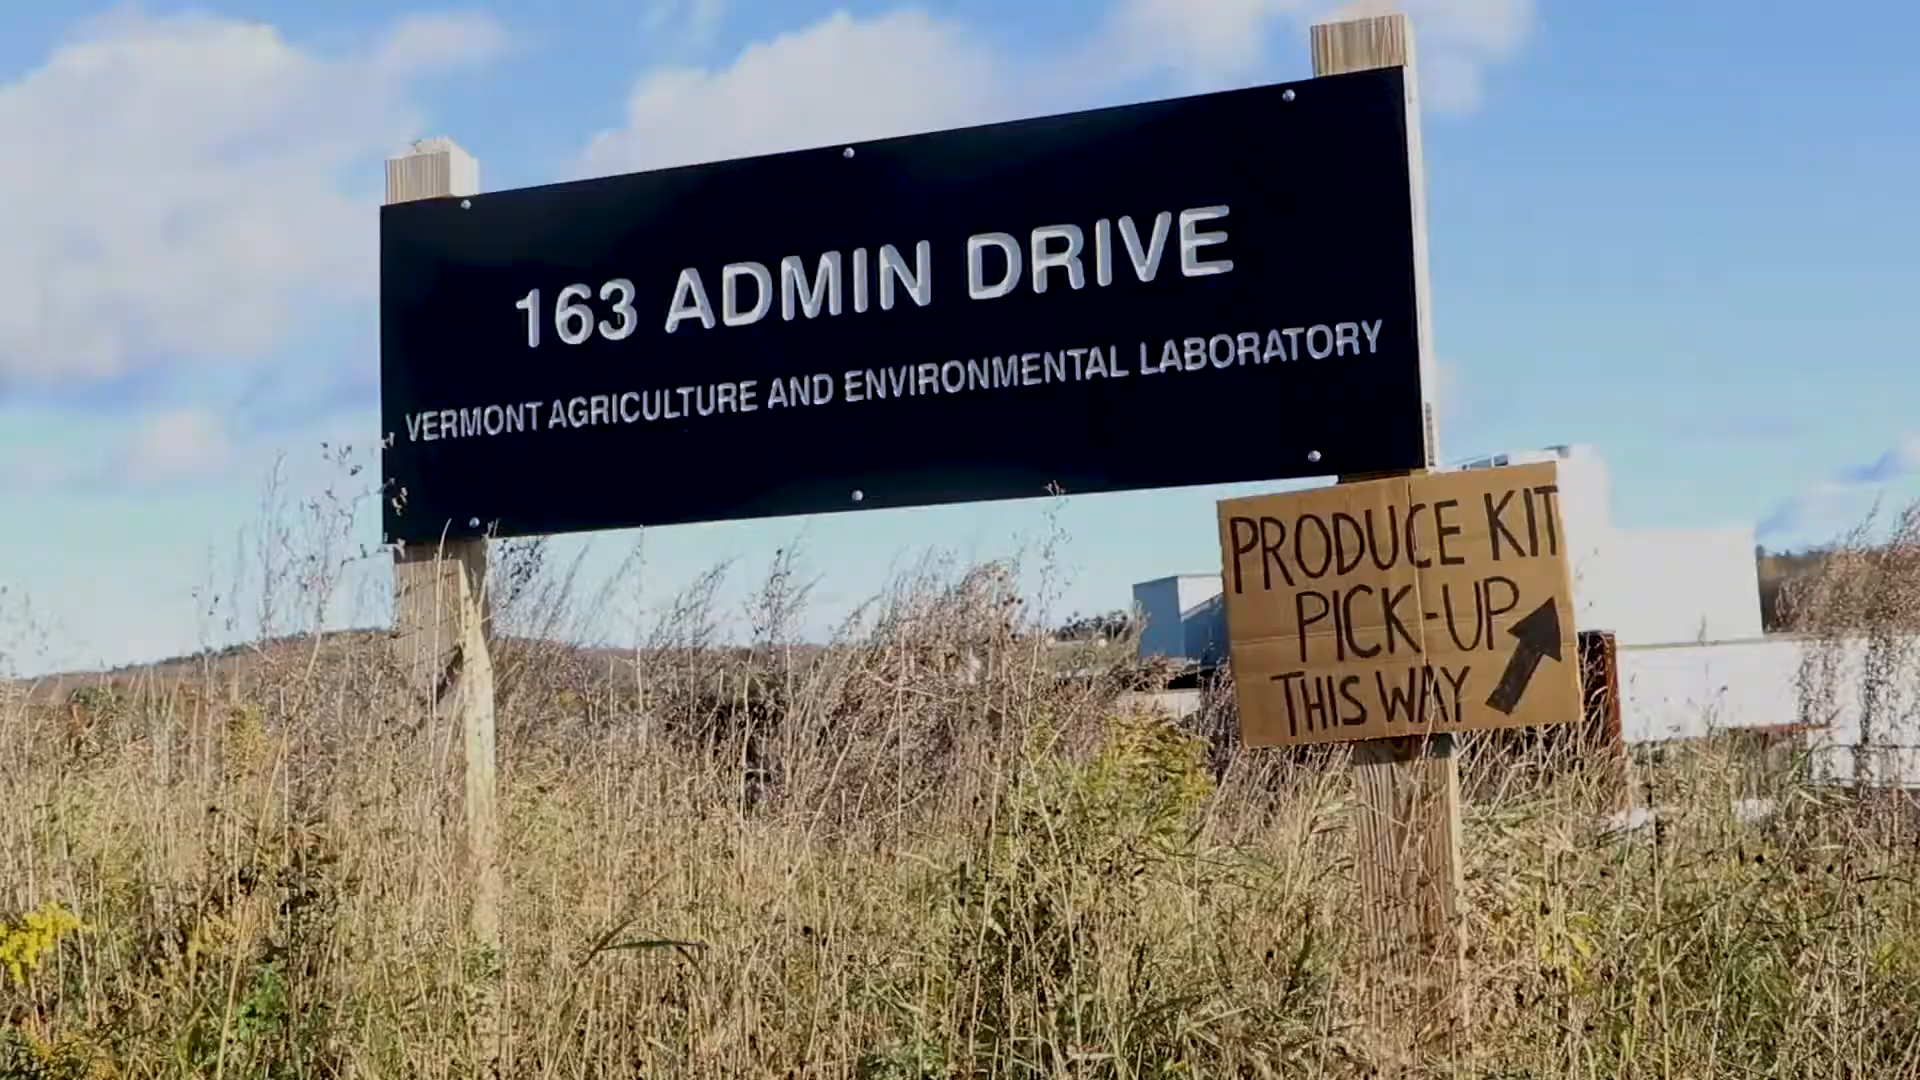 163 ADMIN DRIVE
VERMONT AGRICULTURE AND ENVIRONMENTAL LABORATORY
PRODUCE KIT
PICK-UP
THIS WAY